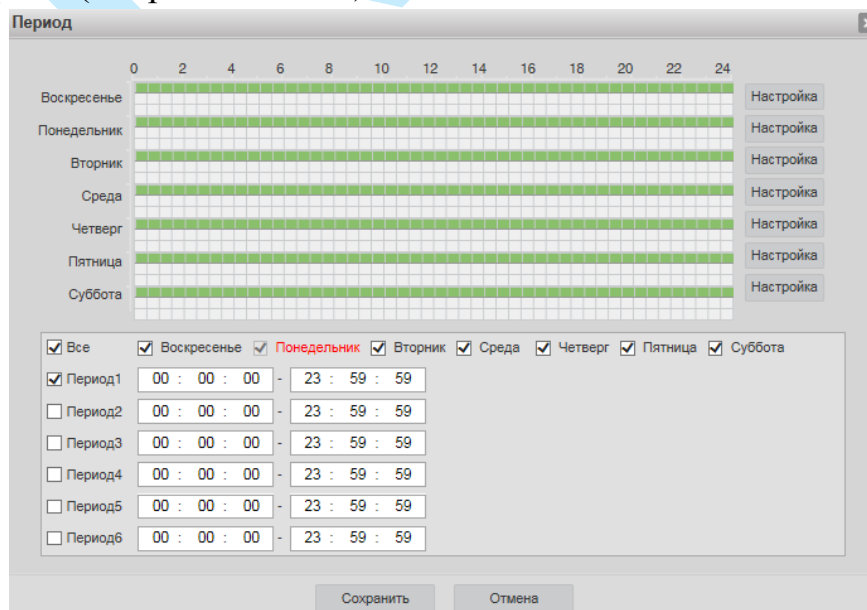 Период
0 2 4 6 8 10 12 14 16 18 20 22 24
Воскресенье Настройка
Понедельник Настройка
Вторник Настройка
Среда Настройка
Четверг Настройка
Пятница Настройка
Суббота Настройка
Все Воскресенье Понедельник Вторник Среда Четверг Пятница Суббота
Период1 00 : 00 : 00 - 23 : 59 : 59
Период2 00 : 00 : 00 - 23 : 59 : 59
Период3 00 : 00 : 00 - 23 : 59 : 59
Период4 00 : 00 : 00 - 23 : 59 : 59
Период5 00 : 00 : 00 - 23 : 59 : 59
Период6 00 : 00 : 00 - 23 : 59 : 59
Сохранить Отмена